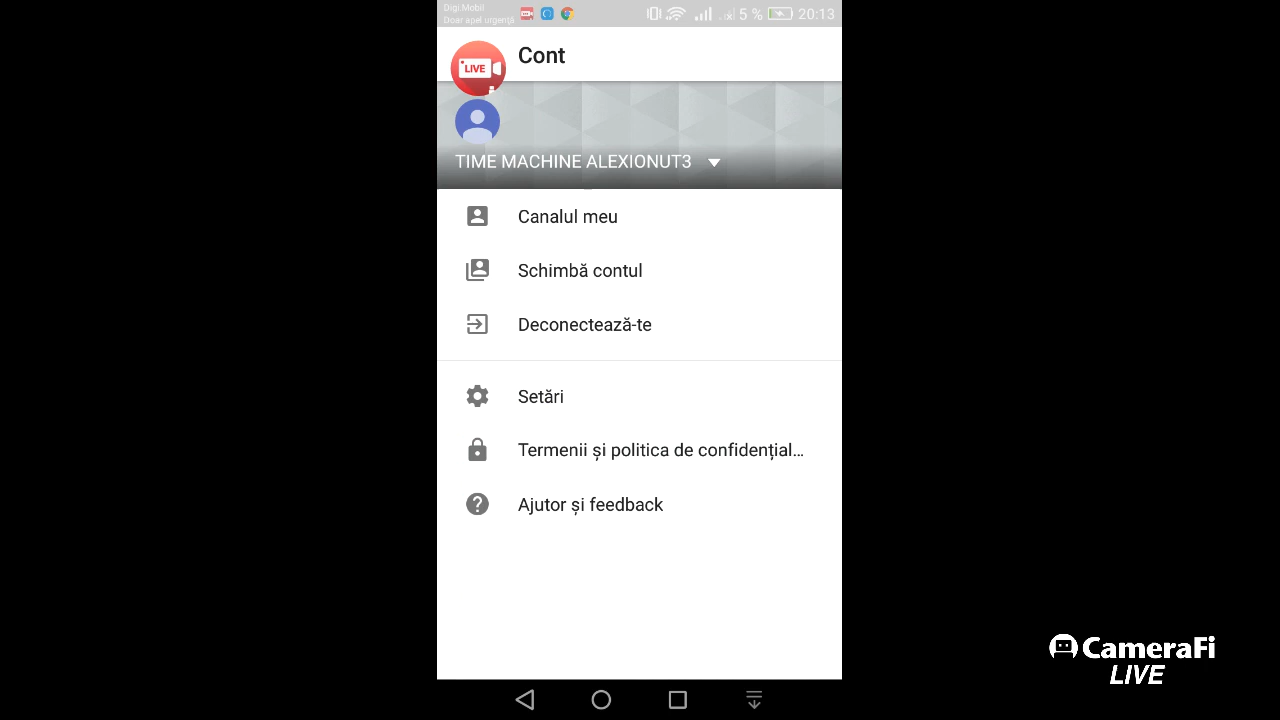 Digi.Mobil
Doar apel urgență
5 %
20:13
LIVE
Cont
TIME MACHINE ALEXIONUT3
Canalul meu
Schimbă contul
Deconectează-te
Setări
Termenii și politica de confidențial...
Ajutor și feedback
CameraFi
LIVE